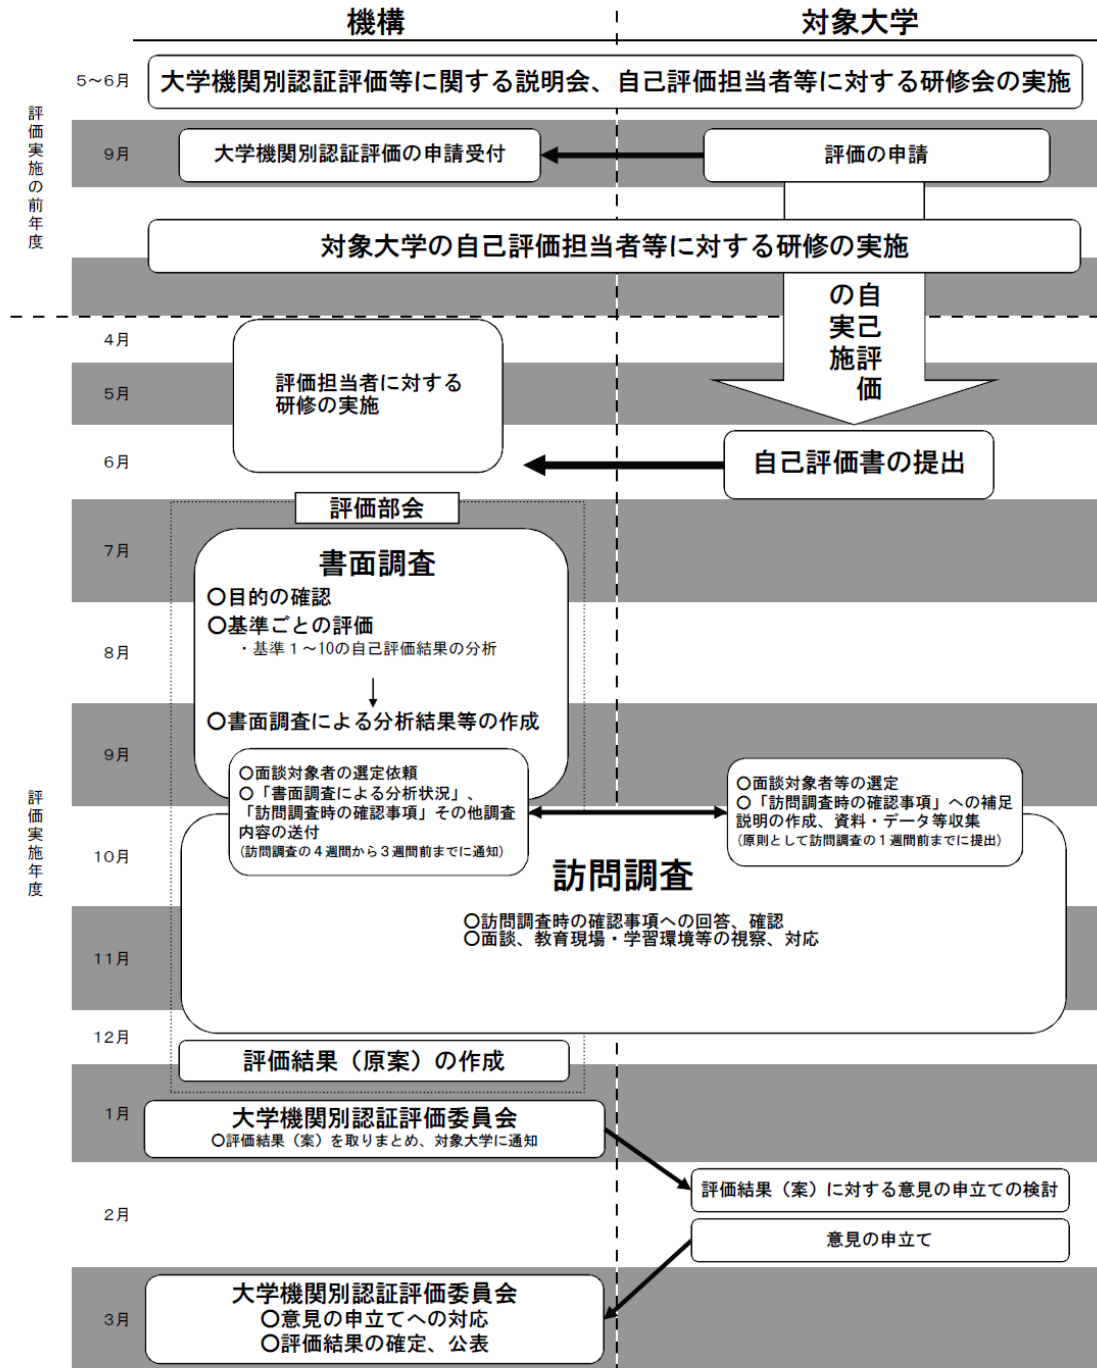 機構
対象大学
評価実施の前年度
5～6月
大学機関別認証評価等に関する説明会、自己評価担当者等に対する研修会の実施
9月
大学機関別認証評価の申請受付
評価の申請
対象大学の自己評価担当者等に対する研修の実施
自己評価
の実施
評価実施年度
4月
評価担当者に対する
研修の実施
5月
6月
自己評価書の提出
評価部会
7月
書面調査
〇目的の確認
〇基準ごとの評価
・基準1～10の自己評価結果の分析
8月
〇書面調査による分析結果等の作成
9月
〇面談対象者の選定依頼
〇「書面調査による分析状況」、
「訪問調査時の確認事項」その他調査
内容の送付
(訪問調査の4週間から3週間前までに通知)
〇面談対象者等の選定
〇「訪問調査時の確認事項」への補足
説明の作成、資料・データ等収集
(原則として訪問調査の1週間前までに提出)
10月
訪問調査
〇訪問調査時の確認事項への回答、確認
〇面談、教育現場・学習環境等の視察、対応
11月
12月
評価結果（原案）の作成
1月
大学機関別認証評価委員会
〇評価結果（案）を取りまとめ、対象大学に通知
評価結果（案）に対する意見の申立ての検討
2月
意見の申立て
3月
大学機関別認証評価委員会
〇意見の申立てへの対応
〇評価結果の確定、公表